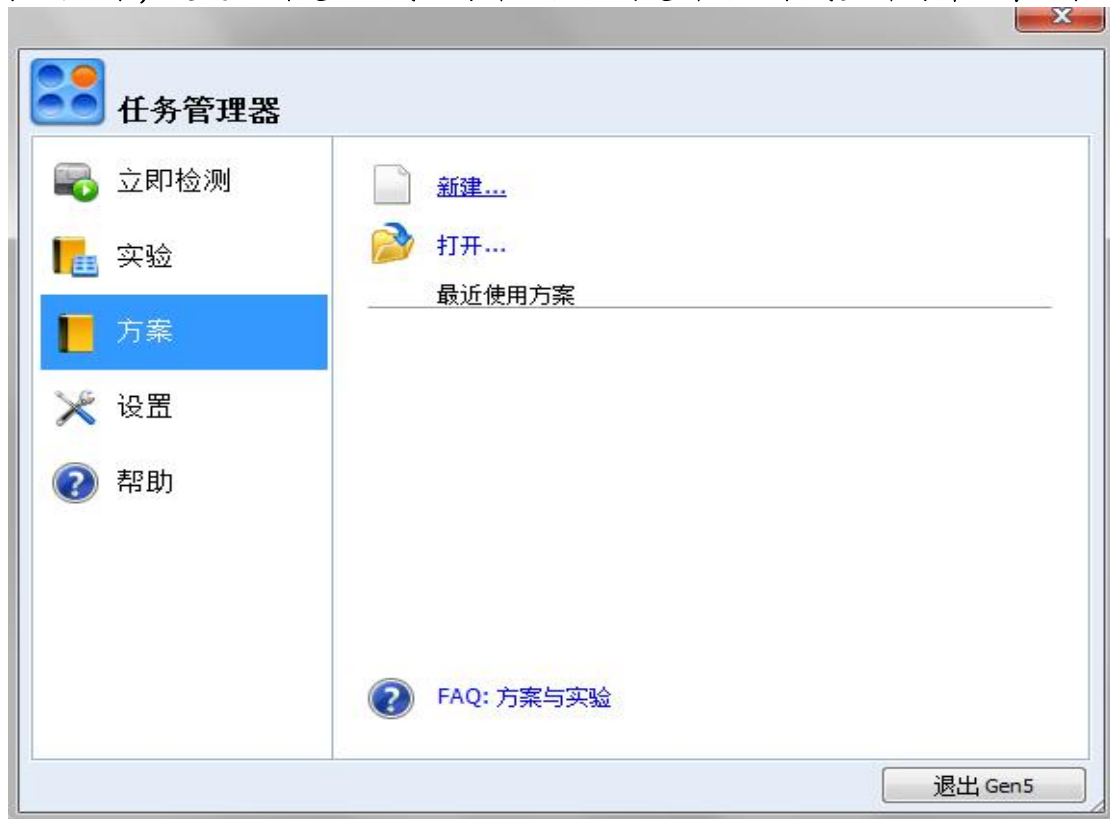 任务管理器
立即检测
实验
方案
设置
帮助
新建...
打开...
最近使用方案
FAQ: 方案与实验
退出 Gen5